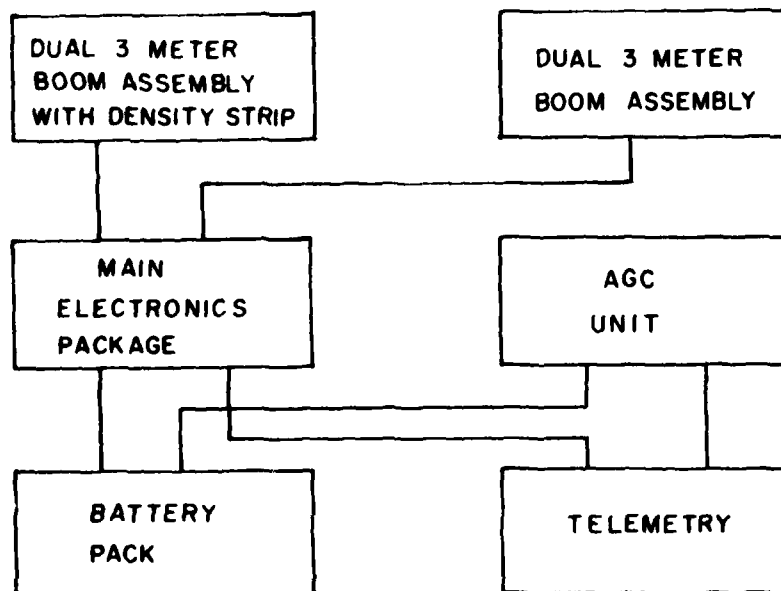 DUAL 3 METER
BOOM ASSEMBLY
WITH DENSITY STRIP
DUAL 3 METER
BOOM ASSEMBLY
MAIN
ELECTRONICS
PACKAGE
AGC
UNIT
BATTERY
PACK
TELEMETRY